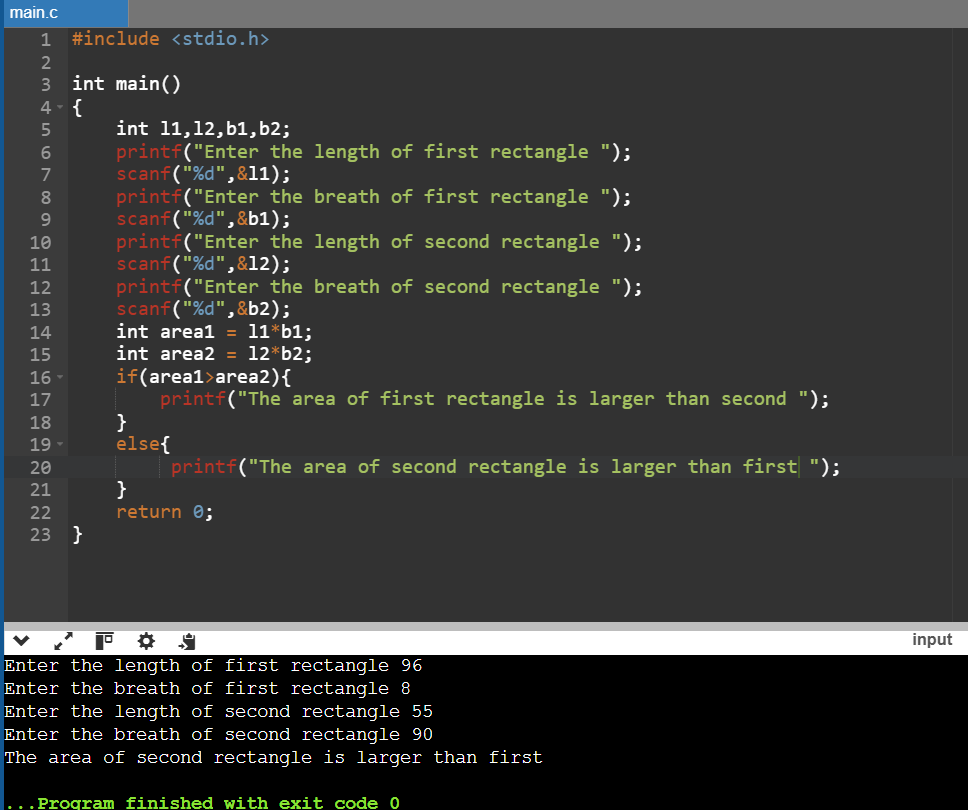 main.c
1 #include <stdio.h>
2
3 int main()
4 {
5     int l1,l2,b1,b2;
6     printf("Enter the length of first rectangle ");
7     scanf("%d",&l1);
8     printf("Enter the breath of first rectangle ");
9     scanf("%d",&b1);
10     printf("Enter the length of second rectangle ");
11     scanf("%d",&l2);
12     printf("Enter the breath of second rectangle ");
13     scanf("%d",&b2);
14     int area1 = l1*b1;
15     int area2 = l2*b2;
16     if(area1>area2){
17         printf("The area of first rectangle is larger than second ");
18     }
19     else{
20          printf("The area of second rectangle is larger than first ");
21     }
22     return 0;
23 }
input
Enter the length of first rectangle 96
Enter the breath of first rectangle 8
Enter the length of second rectangle 55
Enter the breath of second rectangle 90
The area of second rectangle is larger than first
...Program finished with exit code 0